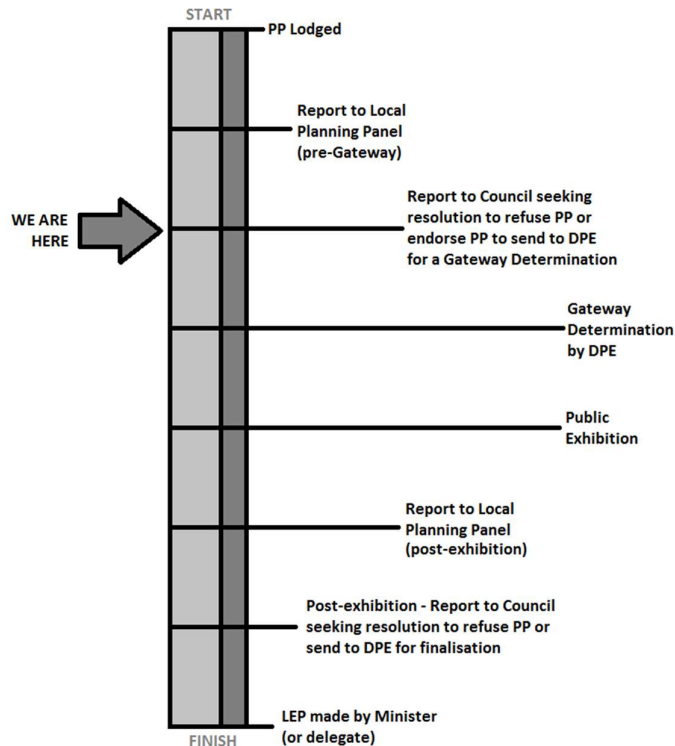 START
PP Lodged
Report to Local
Planning Panel
(pre-Gateway)
WE ARE
HERE
Report to Council seeking
resolution to refuse PP or
endorse PP to send to DPE
for a Gateway Determination
Gateway
Determination
by DPE
Public
Exhibition
Report to Local
Planning Panel
(post-exhibition)
Post-exhibition - Report to Council
seeking resolution to refuse PP or
send to DPE for finalisation
LEP made by Minister
(or delegate)
FINISH